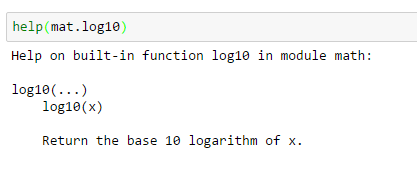 help(mat.log10)
Help on built-in function log10 in module math:
log10(...)
    log10(x)
    Return the base 10 logarithm of x.